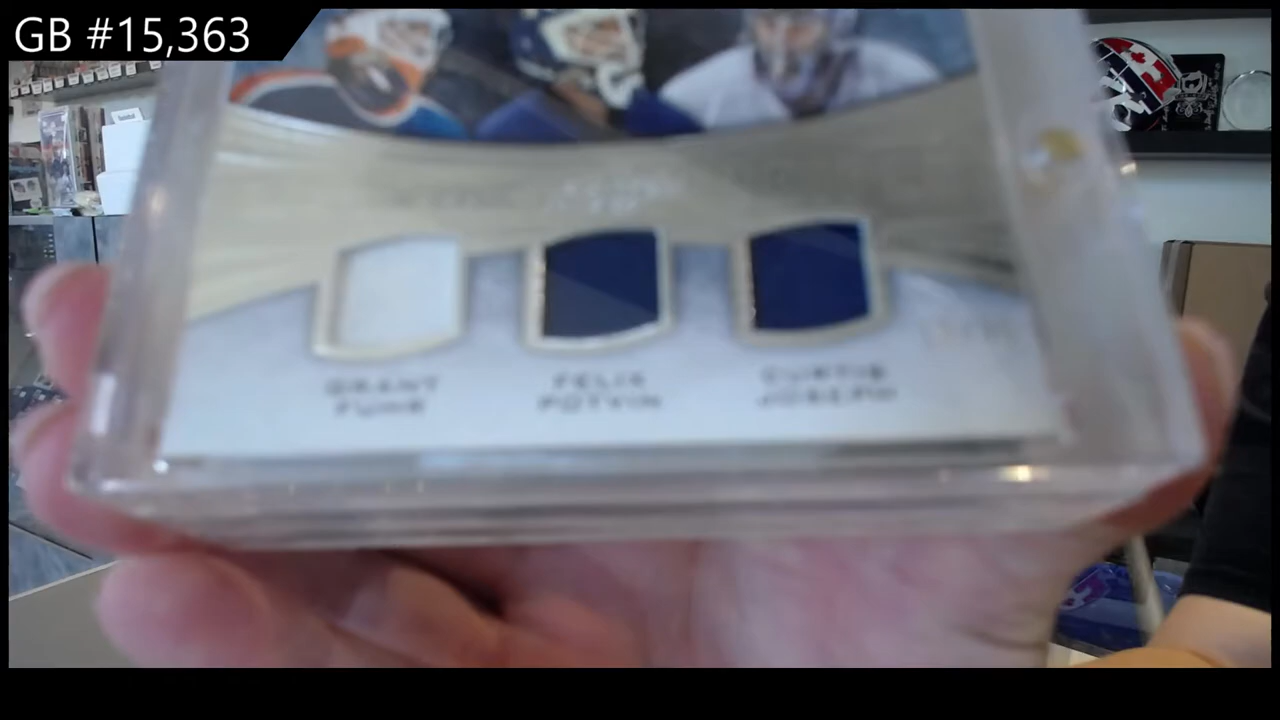 GB #15,363
GRANT
FUHR
FELIX
POTVIN
CURTIS
JOSEPH